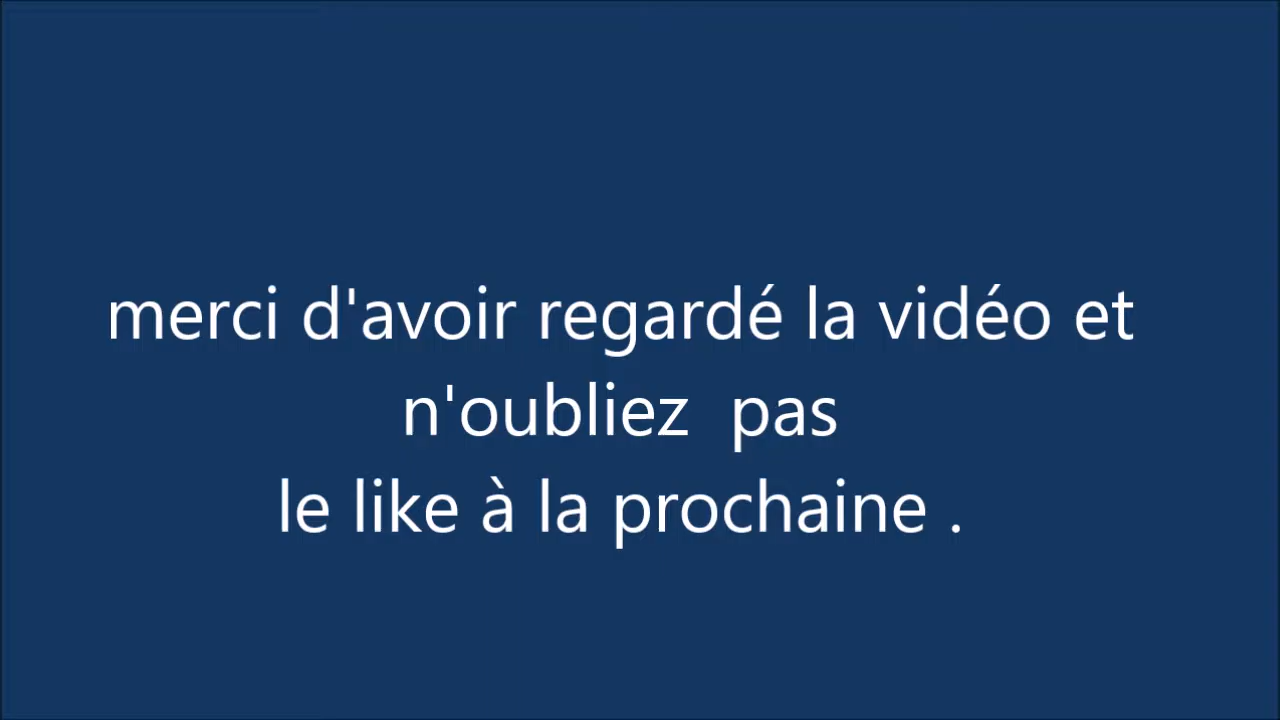 merci d'avoir regardé la vidéo et
n'oubliez  pas
le like à la prochaine .